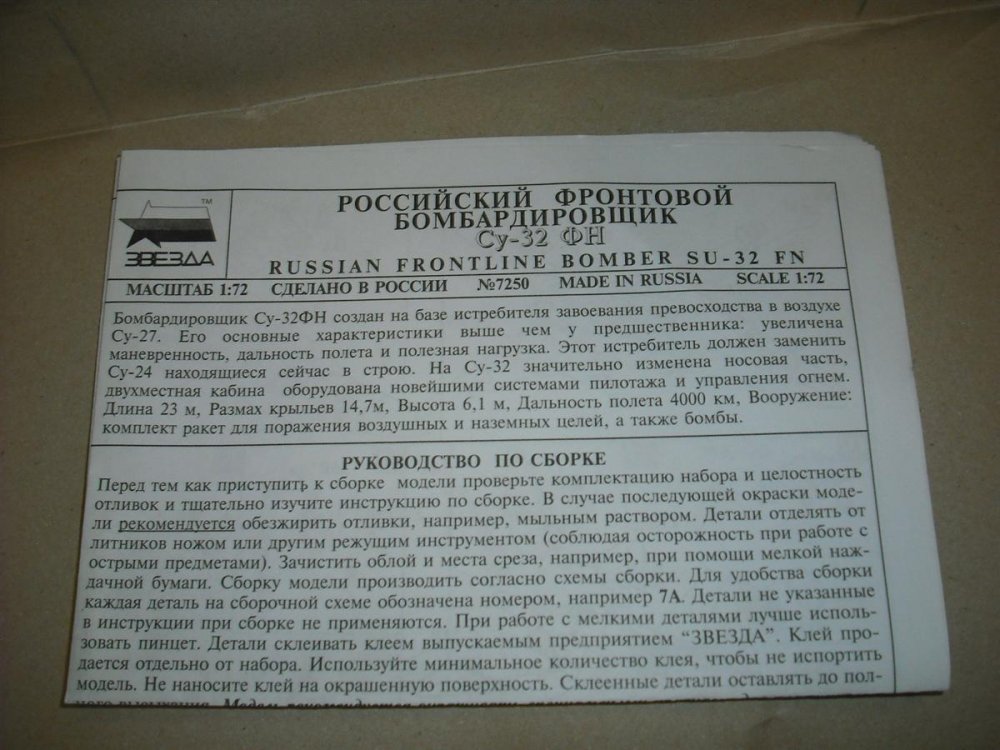 TM
ЗВЕЗДА
РОССИЙСКИЙ ФРОНТОВОЙ
БОМБАРДИРОВЩИК
Су-32 ФН
RUSSIAN FRONTLINE BOMBER SU-32 FN
МАСШТАБ 1:72 СДЕЛАНО В РОССИИ №7250 MADE IN RUSSIA SCALE 1:72
Бомбардировщик Су-32ФН создан на базе истребителя завоевания превосходства в воздухе
Су-27. Его основные характеристики выше чем у предшественника: увеличена
маневренность, дальность полета и полезная нагрузка. Этот истребитель должен заменить
Су-24 находящиеся сейчас в строю. На Су-32 значительно изменена носовая часть,
двухместная кабина оборудована новейшими системами пилотажа и управления огнем.
Длина 23 м, Размах крыльев 14,7м, Высота 6,1 м, Дальность полета 4000 км, Вооружение:
комплект ракет для поражения воздушных и наземных целей, а также бомбы.
РУКОВОДСТВО ПО СБОРКЕ
Перед тем как приступить к сборке модели проверьте комплектацию набора и целостность
отливок и тщательно изучите инструкцию по сборке. В случае последующей окраски моде-
ли рекомендуется обезжирить отливки, например, мыльным раствором. Детали отделять от
литников ножом или другим режущим инструментом (соблюдая осторожность при работе с
острыми предметами). Зачистить облой и места среза, например, при помощи мелкой наж-
дачной бумаги. Сборку модели производить согласно схемы сборки. Для удобства сборки
каждая деталь на сборочной схеме обозначена номером, например 7А. Детали не указанные
в инструкции при сборке не применяются. При работе с мелкими деталями лучше исполь-
зовать пинцет. Детали склеивать клеем выпускаемым предприятием "ЗВЕЗДА". Клей про-
дается отдельно от набора. Используйте минимальное количество клея, чтобы не испортить
модель. Не наносите клей на окрашенную поверхность. Склеенные детали оставлять до пол-
ного высыхания. Модель рекомендуется